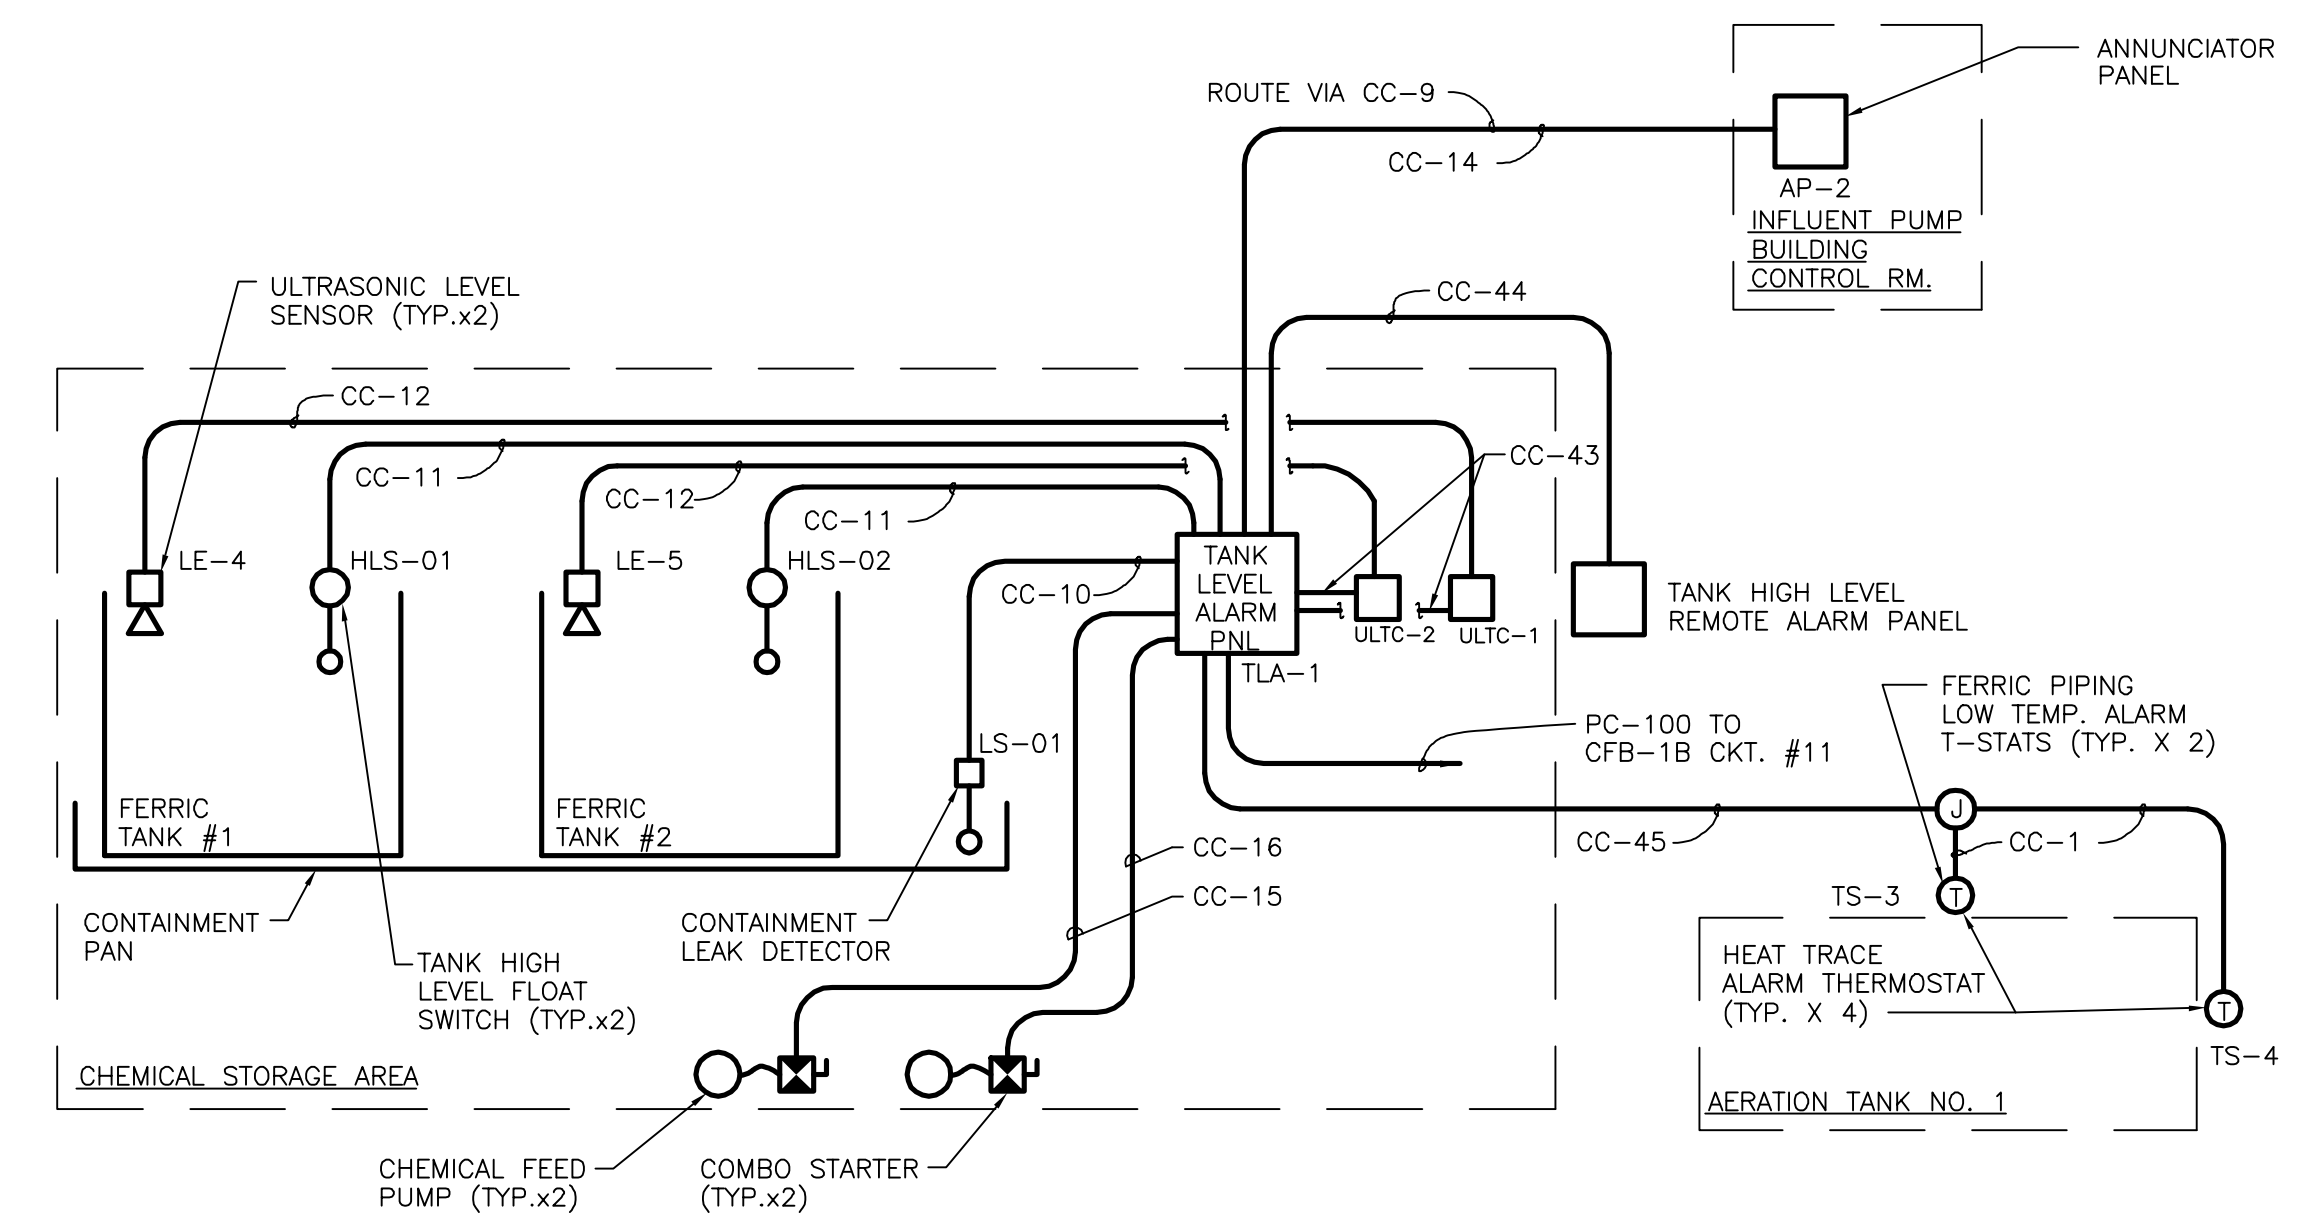 ANNUNCIATOR
PANEL
ROUTE VIA CC-9
CC-14
AP-2
INFLUENT PUMP
BUILDING
CONTROL RM.
ULTRASONIC LEVEL
SENSOR (TYP.x2)
CC-44
CC-12
CC-11
CC-12
CC-11
CC-43
LE-4
HLS-01
LE-5
HLS-02
CC-10
TANK
LEVEL
ALARM
PNL
TLA-1
ULTC-2
ULTC-1
TANK HIGH LEVEL
REMOTE ALARM PANEL
LS-01
PC-100 TO
CFB-1B CKT. #11
FERRIC PIPING
LOW TEMP. ALARM
T-STATS (TYP. X 2)
FERRIC
TANK #1
FERRIC
TANK #2
J
CC-45
CC-1
CC-16
CC-15
TS-3
T
CONTAINMENT
PAN
CONTAINMENT
LEAK DETECTOR
TANK HIGH
LEVEL FLOAT
SWITCH (TYP.x2)
HEAT TRACE
ALARM THERMOSTAT
(TYP. X 4)
T
TS-4
CHEMICAL STORAGE AREA
AERATION TANK NO. 1
CHEMICAL FEED
PUMP (TYP.x2)
COMBO STARTER
(TYP.x2)